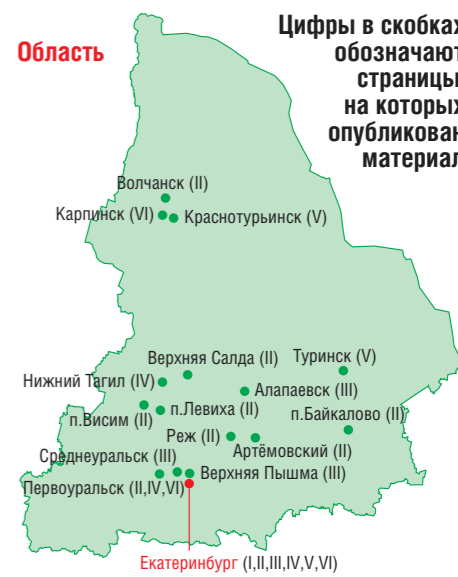 Область
Цифры в скобках
обозначают
страницы,
на которых
опубликован
материал
Волчанск (II)
Карпинск (VI)
Краснотурьинск (V)
Верхняя Салда (II)
Туринск (V)
Нижний Тагил (IV)
Алапаевск (III)
п.Висим (II)
п.Левиха (II)
п.Байкалово (II)
Реж (II)
Артёмовский (II)
Среднеуральск (III)
Верхняя Пышма (III)
Первоуральск (II,IV,VI)
Екатеринбург (I,II,III,IV,V,VI)